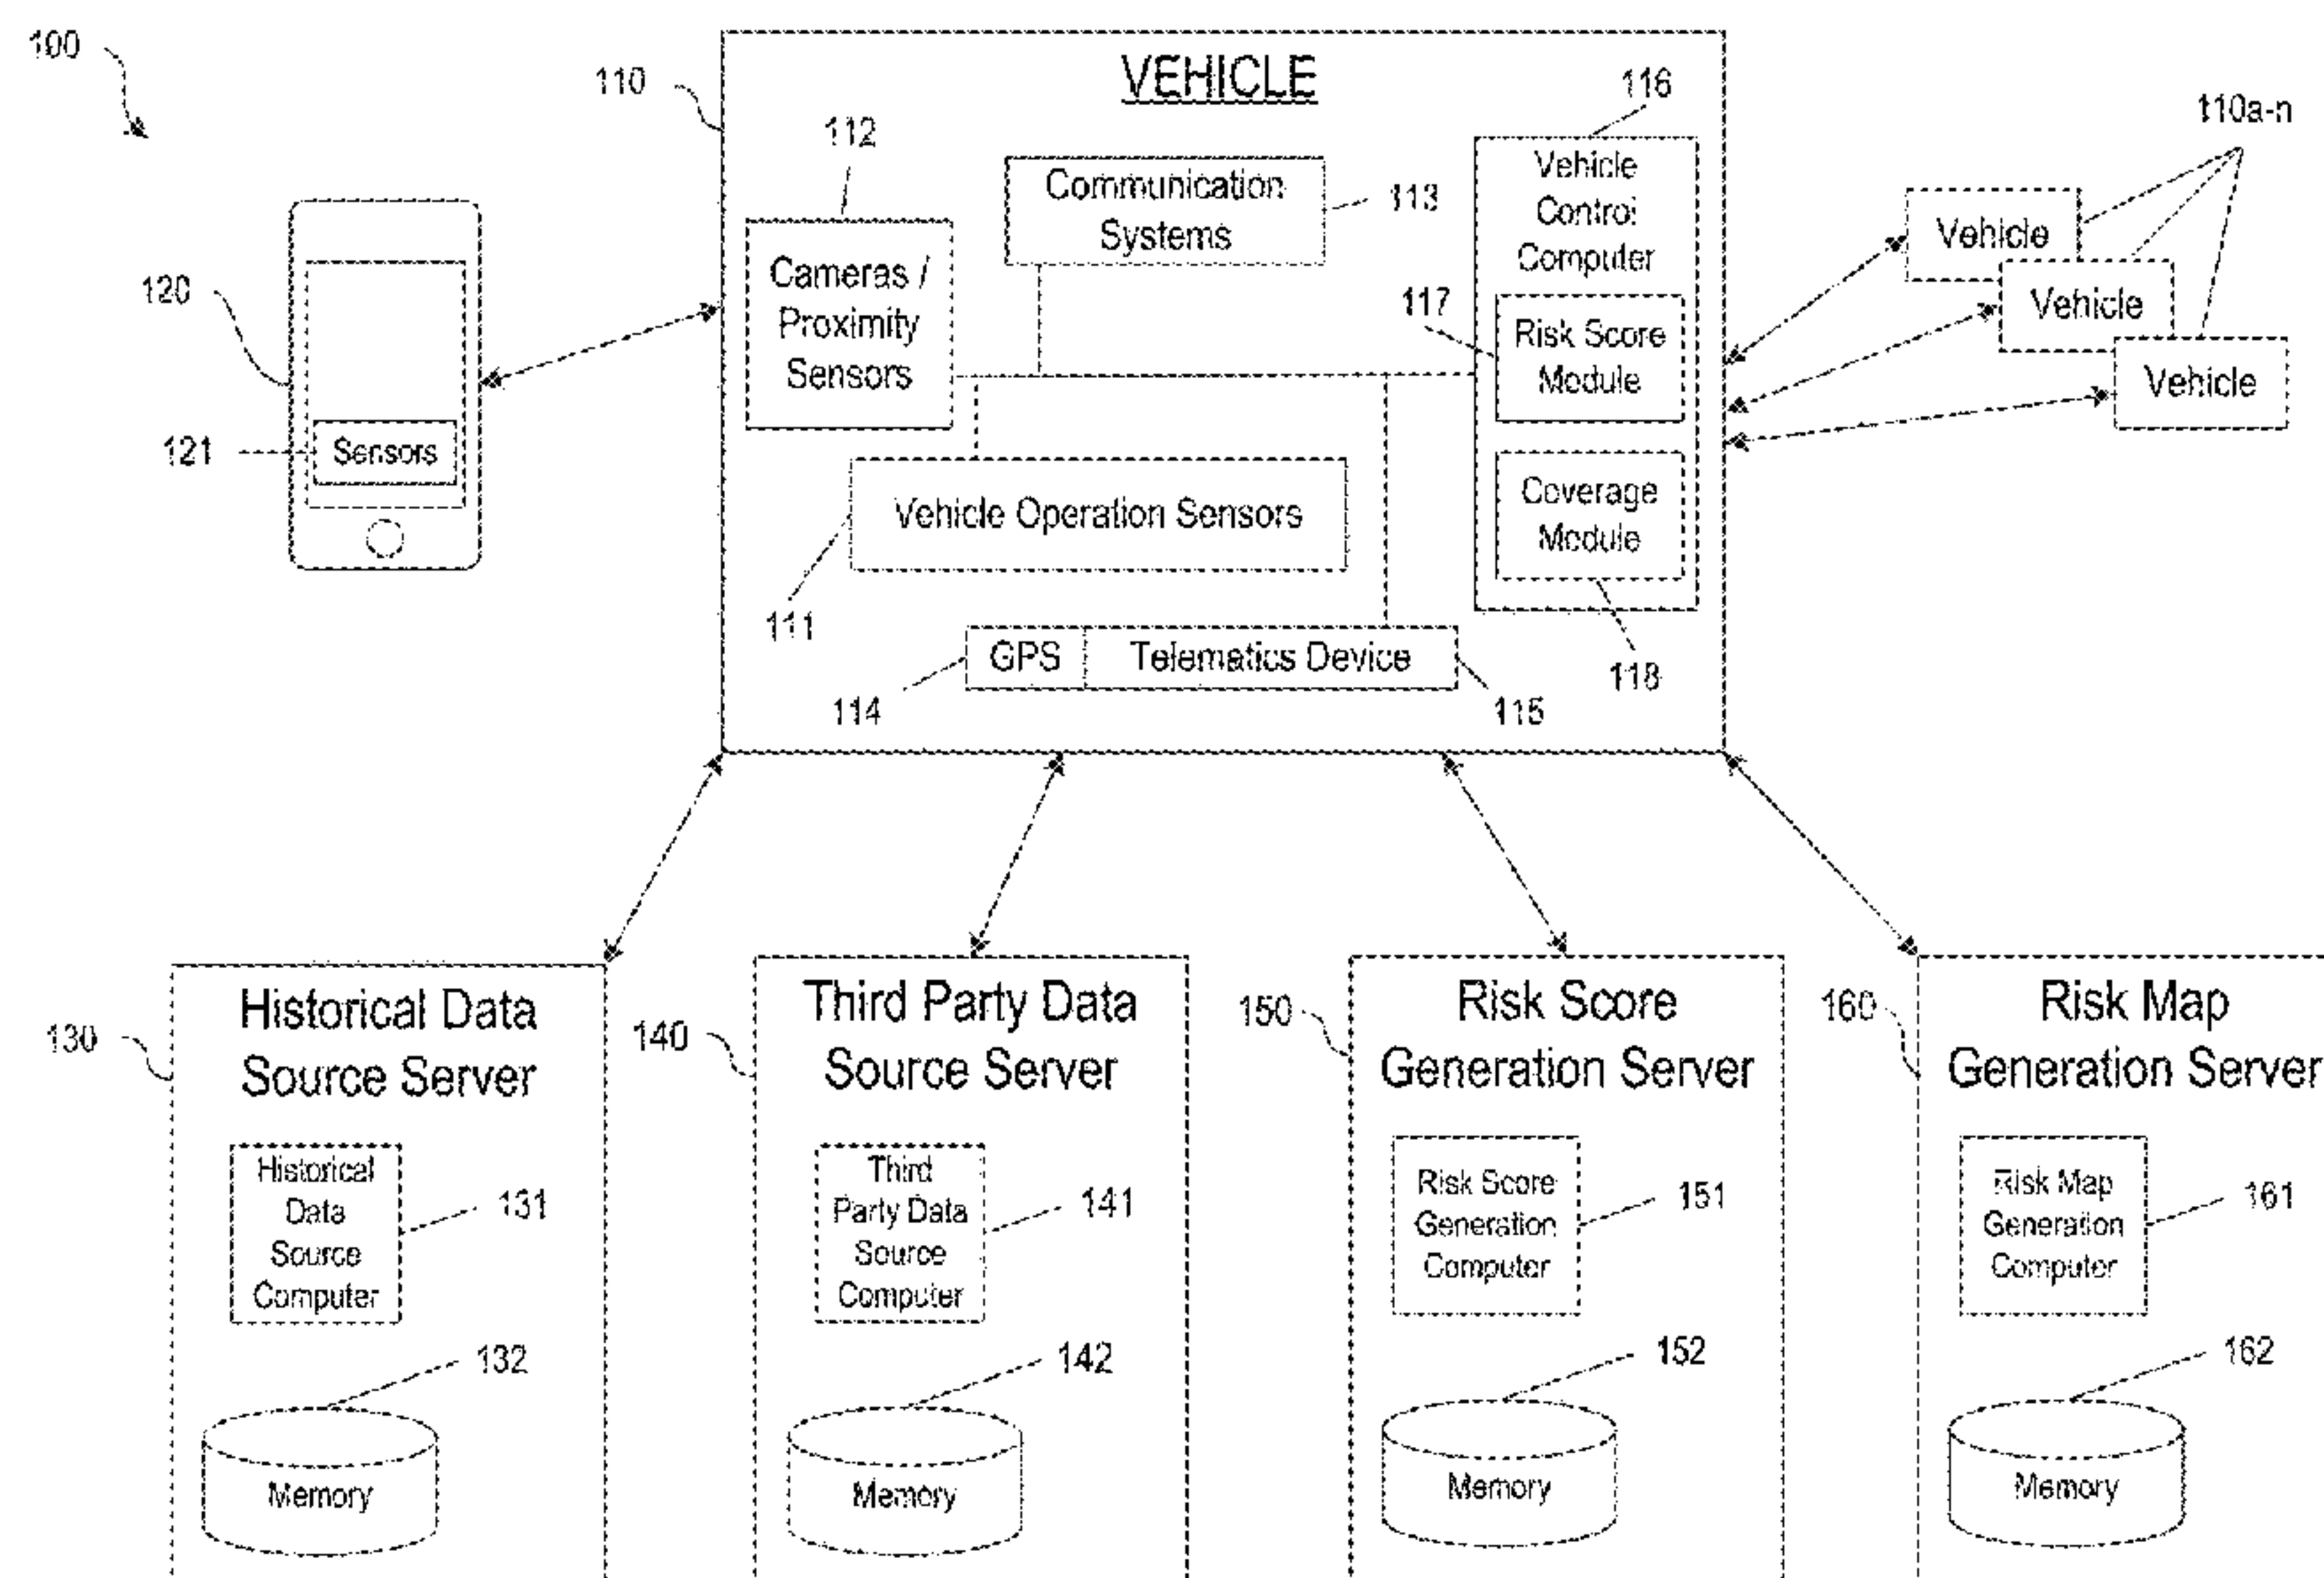 100
110
VEHICLE
116
110a-n
112
Communication
Systems
113
Vehicle
Control
Computer
Cameras /
Proximity
Sensors
117
Risk Score
Module
Vehicle
Vehicle
Vehicle
120
121
Sensors
Vehicle Operation Sensors
Coverage
Module
111
GPS
Telematics Device
118
114
115
130
Historical Data
Source Server
140
Third Party Data
Source Server
150
Risk Score
Generation Server
160
Risk Map
Generation Server
Historical
Data
Source
Computer
131
Third
Party Data
Source
Computer
141
Risk Score
Generation
Computer
151
Risk Map
Generation
Computer
161
132
Memory
142
Memory
152
Memory
162
Memory